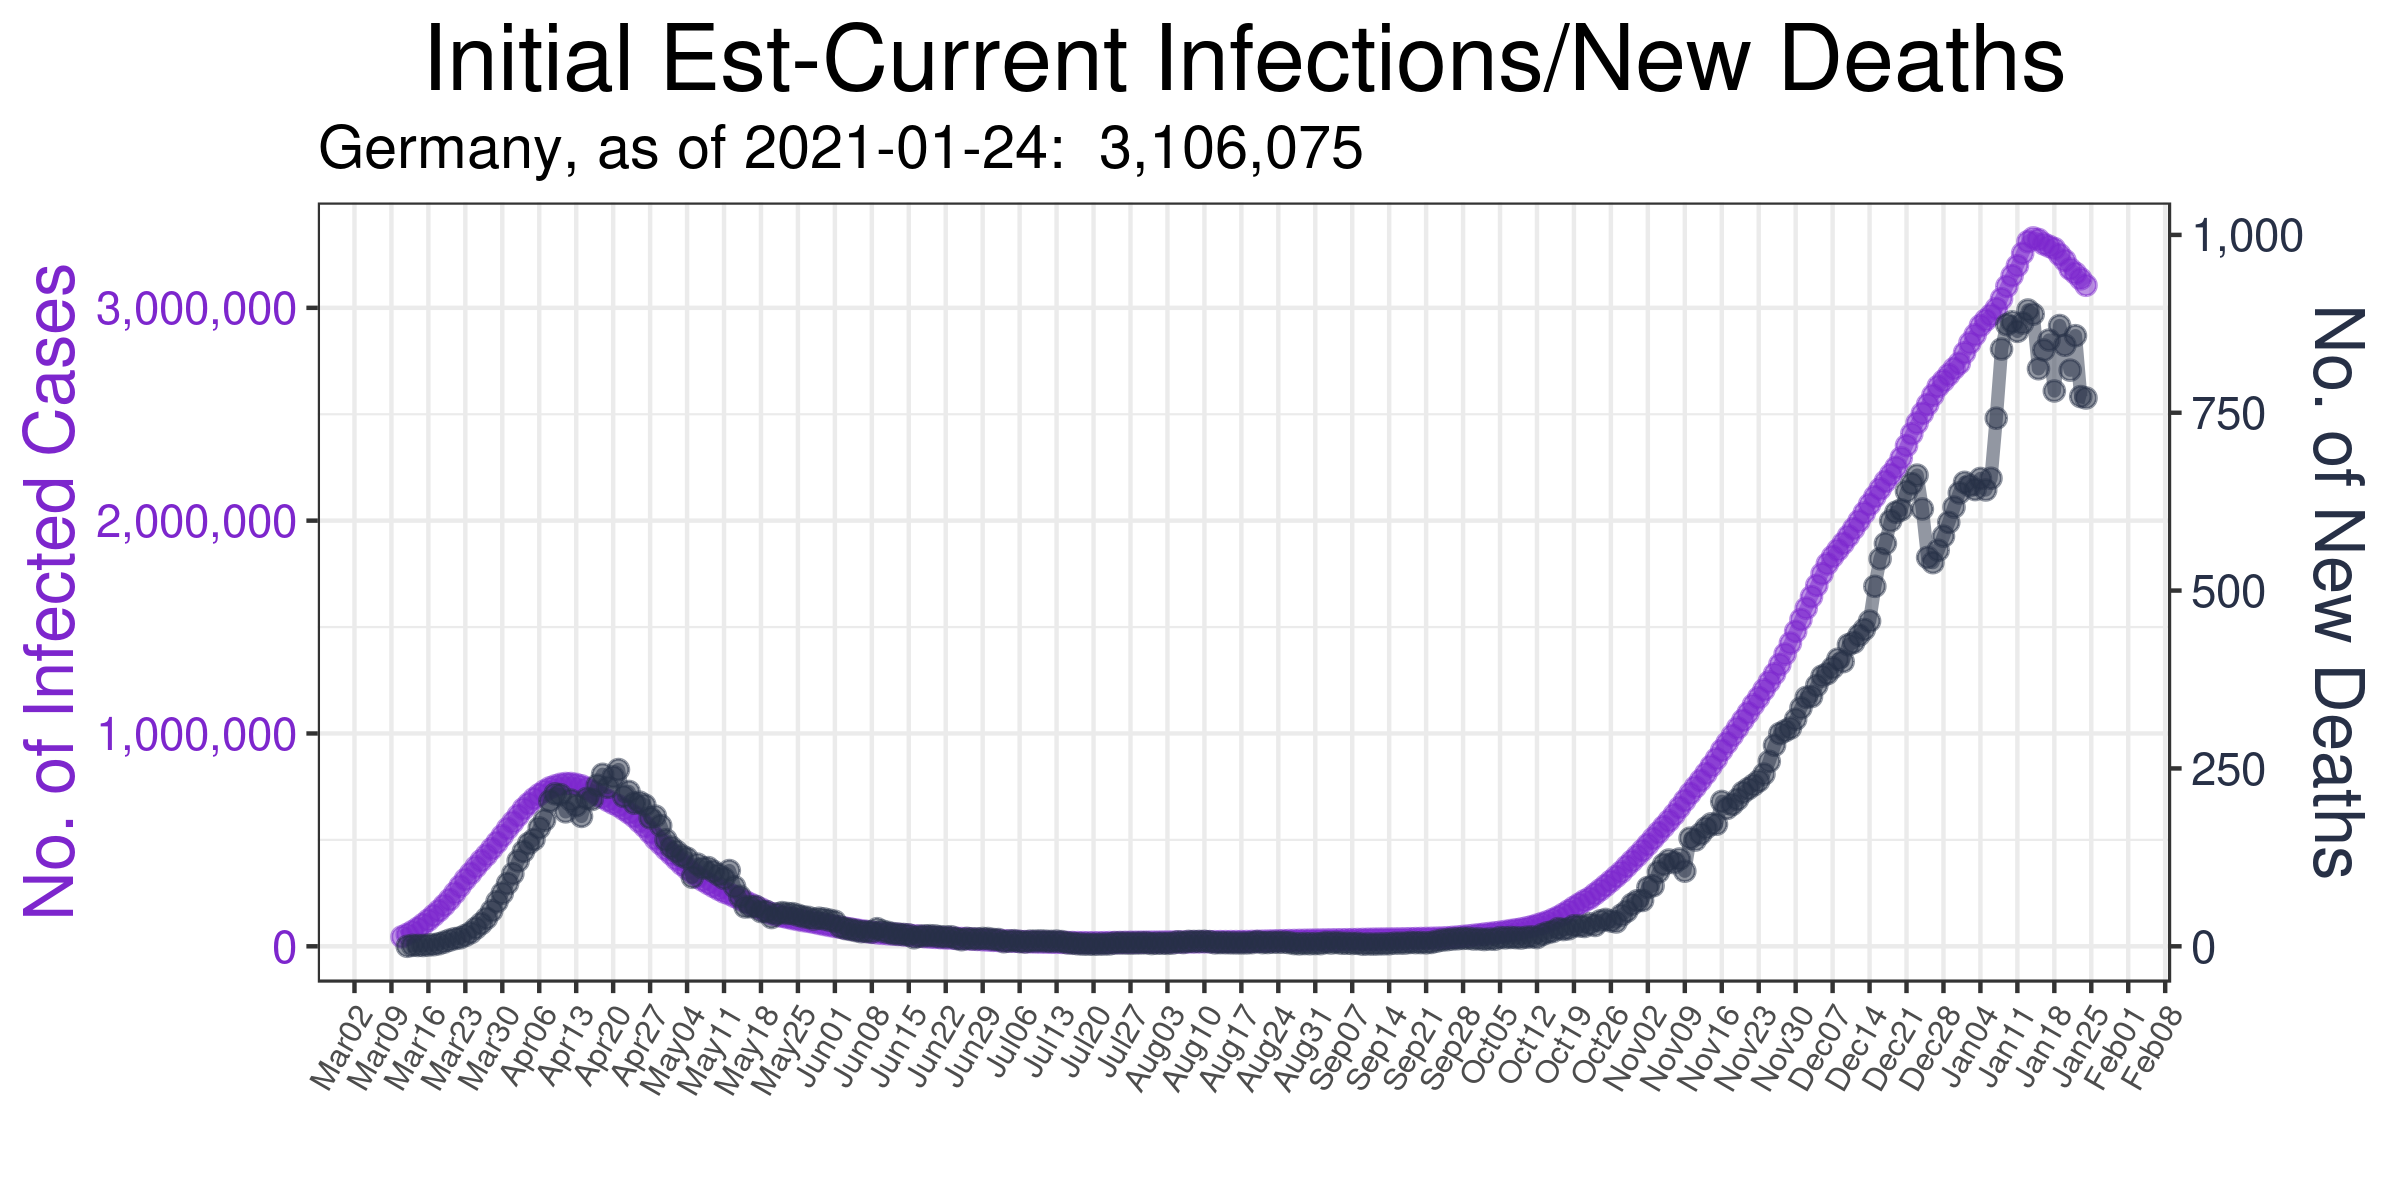 Initial Est-Current Infections/New Deaths
Germany, as of 2021-01-24:  3,106,075
No. of Infected Cases
3,000,000
2,000,000
1,000,000
0
1,000
750
500
250
0
No. of New Deaths
Mar02
Mar09
Mar16
Mar23
Mar30
Apr06
Apr13
Apr20
Apr27
May04
May11
May18
May25
Jun01
Jun08
Jun15
Jun22
Jun29
Jul06
Jul13
Jul20
Jul27
Aug03
Aug10
Aug17
Aug24
Aug31
Sep07
Sep14
Sep21
Sep28
Oct05
Oct12
Oct19
Oct26
Nov02
Nov09
Nov16
Nov23
Nov30
Dec07
Dec14
Dec21
Dec28
Jan04
Jan11
Jan18
Jan25
Feb01
Feb08